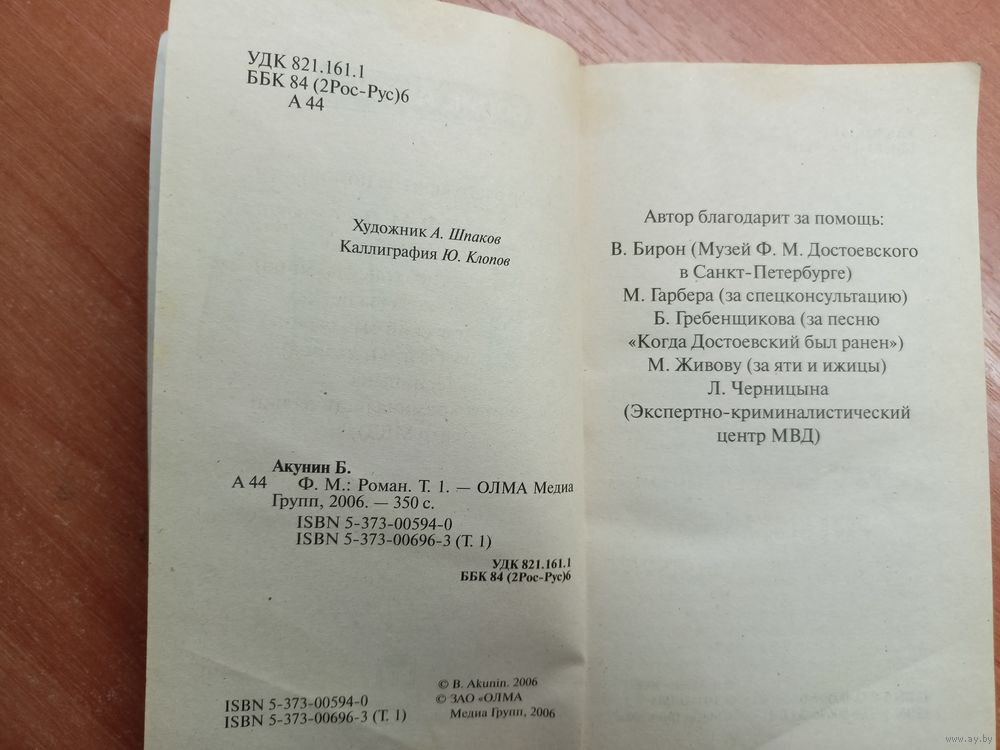 УДК 821.161.1
ББК 84 (2Рос-Рус)6
А 44
Художник А. Шпаков
Каллиграфия Ю. Клопов
Акунин Б.
А 44 Ф. М.: Роман. Т. 1. — ОЛМА Медиа
Групп, 2006. — 350 с.
ISBN 5-373-00594-0
ISBN 5-373-00696-3 (Т. 1)
УДК 821.161.1
ББК 84 (2Рос-Рус)6
© B. Akunin. 2006
© ЗАО «ОЛМА
Медиа Групп, 2006
ISBN 5-373-00594-0
ISBN 5-373-00696-3 (Т. 1)
Автор благодарит за помощь:
В. Бирон (Музей Ф. М. Достоевского
в Санкт-Петербурге)
М. Гарбера (за спецконсультацию)
Б. Гребенщикова (за песню
«Когда Достоевский был ранен»)
М. Живову (за яти и ижицы)
Л. Черницына
(Экспертно-криминалистический
центр МВД)
www.ay.by